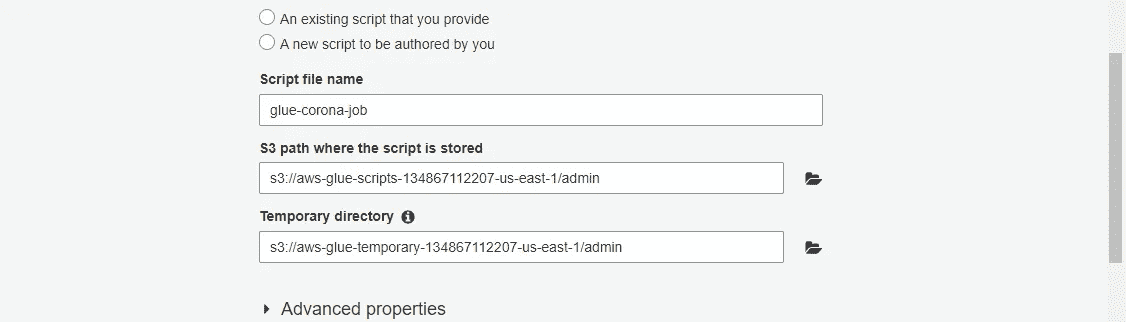 An existing script that you provide
A new script to be authored by you
Script file name
glue-corona-job
S3 path where the script is stored
s3://aws-glue-scripts-134867112207-us-east-1/admin
Temporary directory
s3://aws-glue-temporary-134867112207-us-east-1/admin
Advanced properties